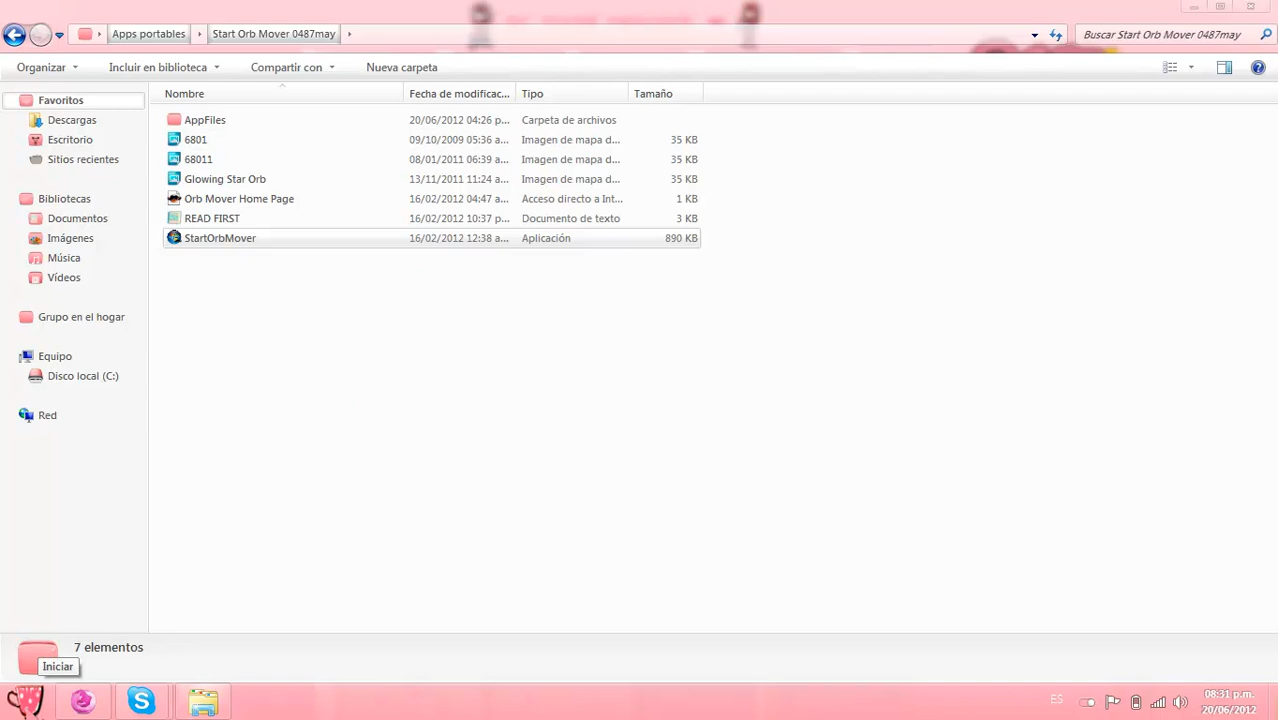 Apps portables
Start Orb Mover 0487may
Buscar Start Orb Mover 0487may
Organizar
Incluir en biblioteca
Compartir con
Nueva carpeta
Nombre
Fecha de modificac...
Tipo
Tamaño
Favoritos
Descargas
Escritorio
Sitios recientes
Bibliotecas
Documentos
Imágenes
Música
Vídeos
Grupo en el hogar
Equipo
Disco local (C:)
Red
AppFiles 20/06/2012 04:26 p... Carpeta de archivos
6801 09/10/2009 05:36 a... Imagen de mapa d... 35 KB
68011 08/01/2011 06:39 a... Imagen de mapa d... 35 KB
Glowing Star Orb 13/11/2011 11:24 a... Imagen de mapa d... 35 KB
Orb Mover Home Page 16/02/2012 04:47 a... Acceso directo a Int... 1 KB
READ FIRST 16/02/2012 10:37 p... Documento de texto 3 KB
StartOrbMover 16/02/2012 12:38 a... Aplicación 890 KB
7 elementos
Iniciar
ES
08:31 p.m.
20/06/2012